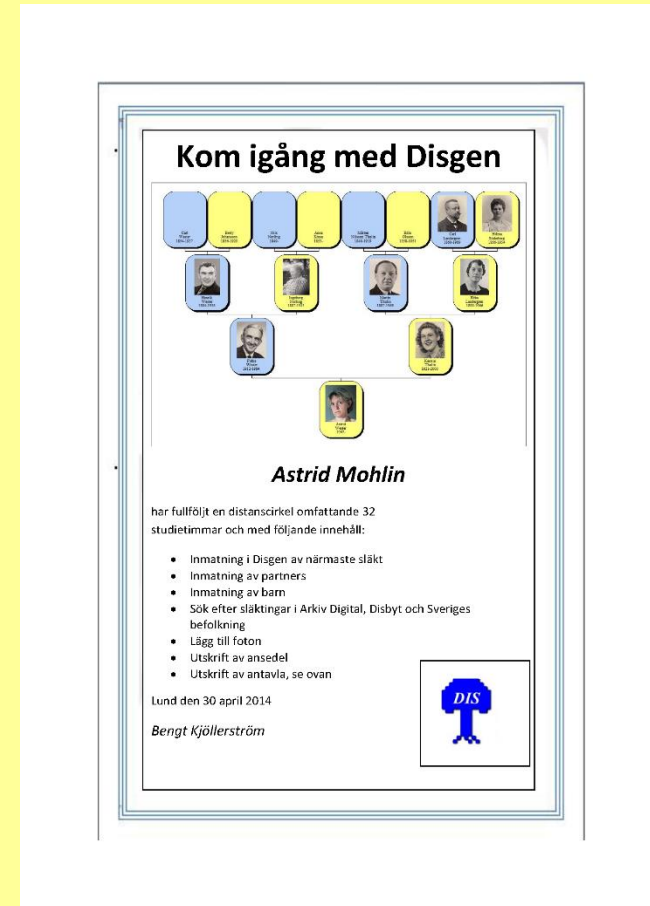 Kom igång med Disgen
Astrid Mohlin
har fullföljt en distanscirkel omfattande 32
studietimmar och med följande innehåll:
• Inmatning i Disgen av närmaste släkt
• Inmatning av partners
• Inmatning av barn
• Sök efter släktingar i Arkiv Digital, Disbyt och Sveriges
befolkning
• Lägg till foton
• Utskrift av ansedel
• Utskrift av antavla, se ovan
Lund den 30 april 2014
DIS
Bengt Kjöllerström